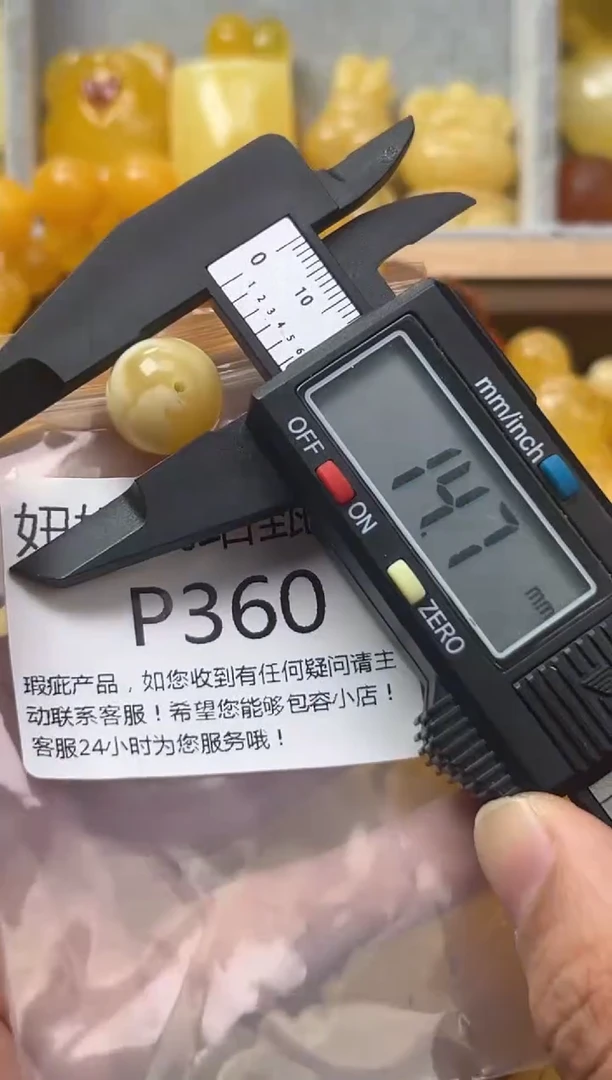 0
10
1 2 3 4 5 6
mm/inch
OFF
ON
14.7
mm
ZERO
P360
瑕疵产品，如您收到有任何疑问请主
动联系客服！希望您能够包容小店！
客服24小时为您服务哦！